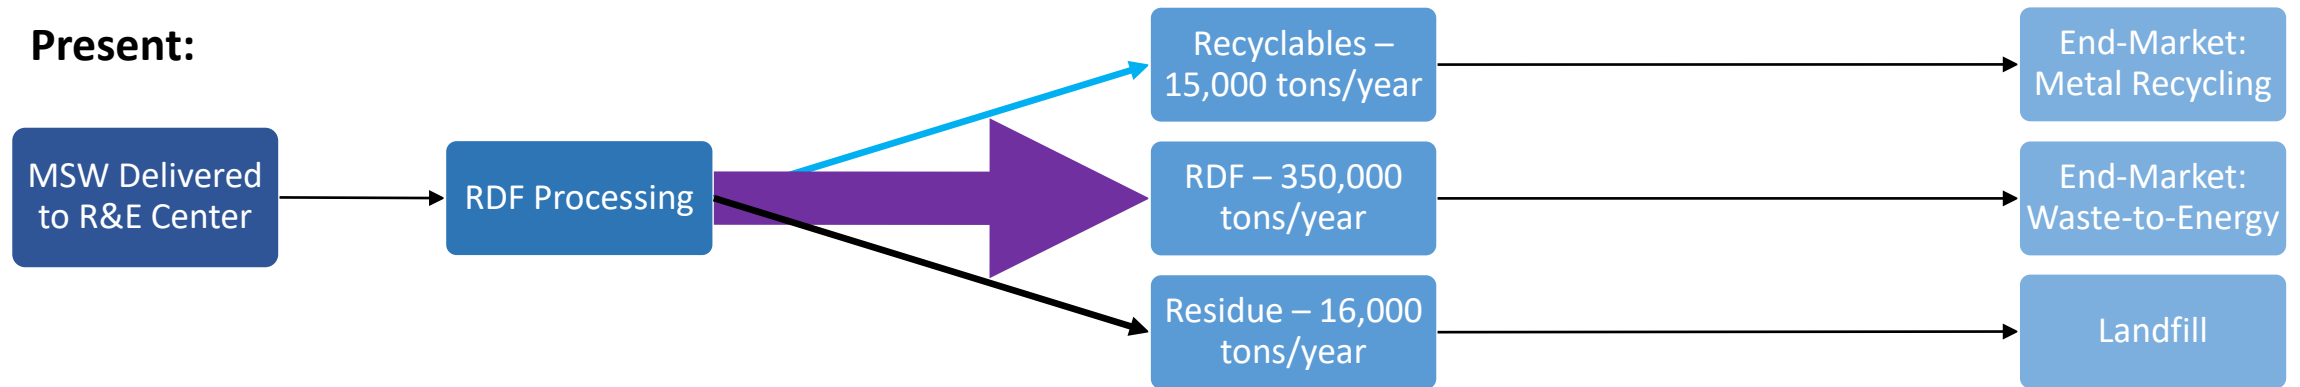 Present:
MSW Delivered
to R&E Center
RDF Processing
Recyclables –
15,000 tons/year
RDF – 350,000
tons/year
Residue – 16,000
tons/year
End-Market:
Metal Recycling
End-Market:
Waste-to-Energy
Landfill